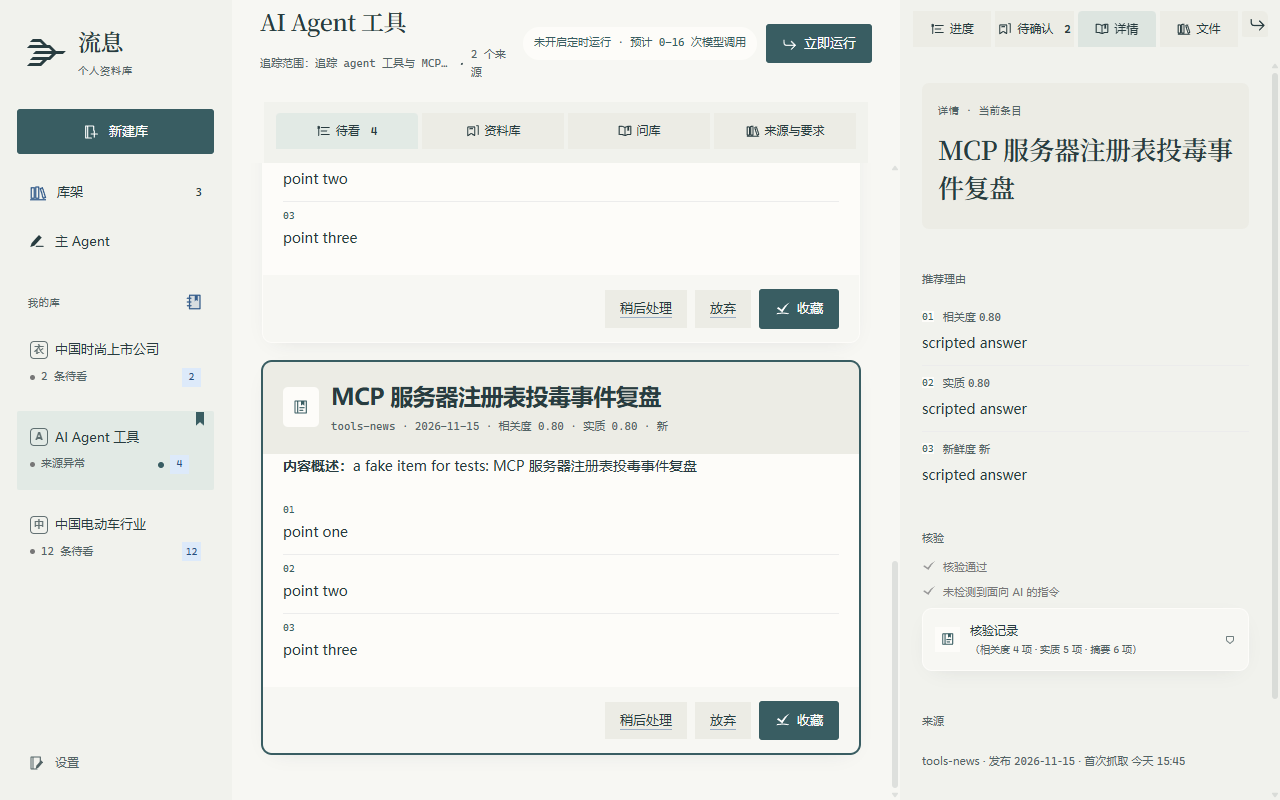 流息
个人资料库
新建库
库架 3
主 Agent
我的库
衣 中国时尚上市公司
2 条待看 2
A AI Agent 工具
来源异常 4
中 中国电动车行业
12 条待看 12
设置
AI Agent 工具
追踪范围：追踪 agent 工具与 MCP… · 2 个来源
未开启定时运行 · 预计 0–16 次模型调用
立即运行
待看 4
资料库
问库
来源与要求
point two
03
point three
稍后处理 放弃 收藏
MCP 服务器注册表投毒事件复盘
tools-news · 2026-11-15 · 相关度 0.80 · 实质 0.80 · 新
内容概述：a fake item for tests: MCP 服务器注册表投毒事件复盘
01
point one
02
point two
03
point three
稍后处理 放弃 收藏
进度 待确认 2 详情 文件
详情 · 当前条目
MCP 服务器注册表投毒事
件复盘
推荐理由
01 相关度 0.80
scripted answer
02 实质 0.80
scripted answer
03 新鲜度 新
scripted answer
核验
核验通过
未检测到面向 AI 的指令
核验记录
（相关度 4 项 · 实质 5 项 · 摘要 6 项）
来源
tools-news · 发布 2026-11-15 · 首次抓取 今天 15:45